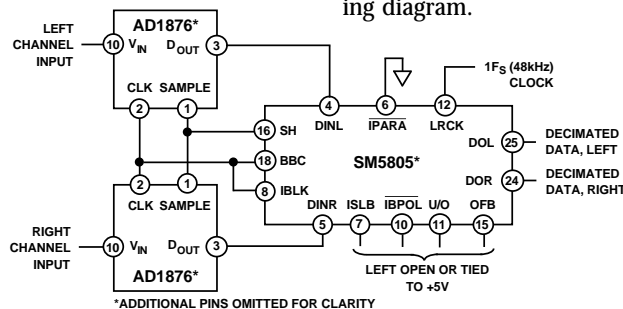 ing diagram.
LEFT
CHANNEL
INPUT
AD1876*
10 VIN DOUT 3
CLK SAMPLE
2 1
1FS (48kHz)
CLOCK
4 6 12
DINL IPARA LRCK
16 SH
18 BBC
8 IBLK
SM5805*
DOL 25 DECIMATED
DATA, LEFT
DOR 24 DECIMATED
DATA, RIGHT
DINR ISLB IBPOL U/O OFB
5 7 10 11 15
LEFT OPEN OR TIED
TO +5V
2 1
CLK SAMPLE
RIGHT
CHANNEL
INPUT
10 VIN DOUT 3
AD1876*
*ADDITIONAL PINS OMITTED FOR CLARITY